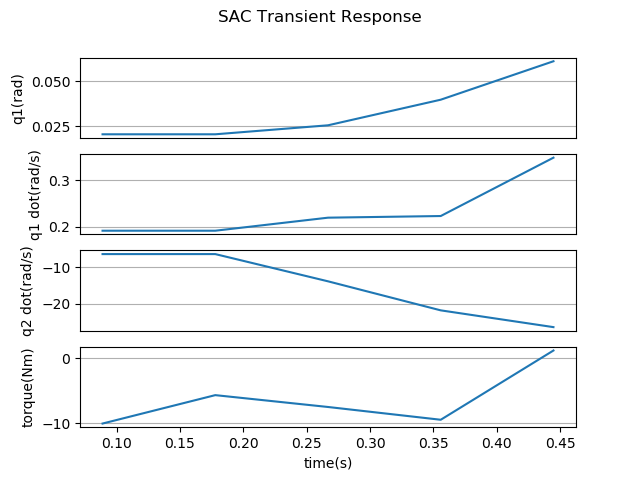 SAC Transient Response
q1(rad)
0.050
0.025
q1 dot(rad/s)
0.3
0.2
q2 dot(rad/s)
−10
−20
torque(Nm)
0
−10
0.10 0.15 0.20 0.25 0.30 0.35 0.40 0.45
time(s)